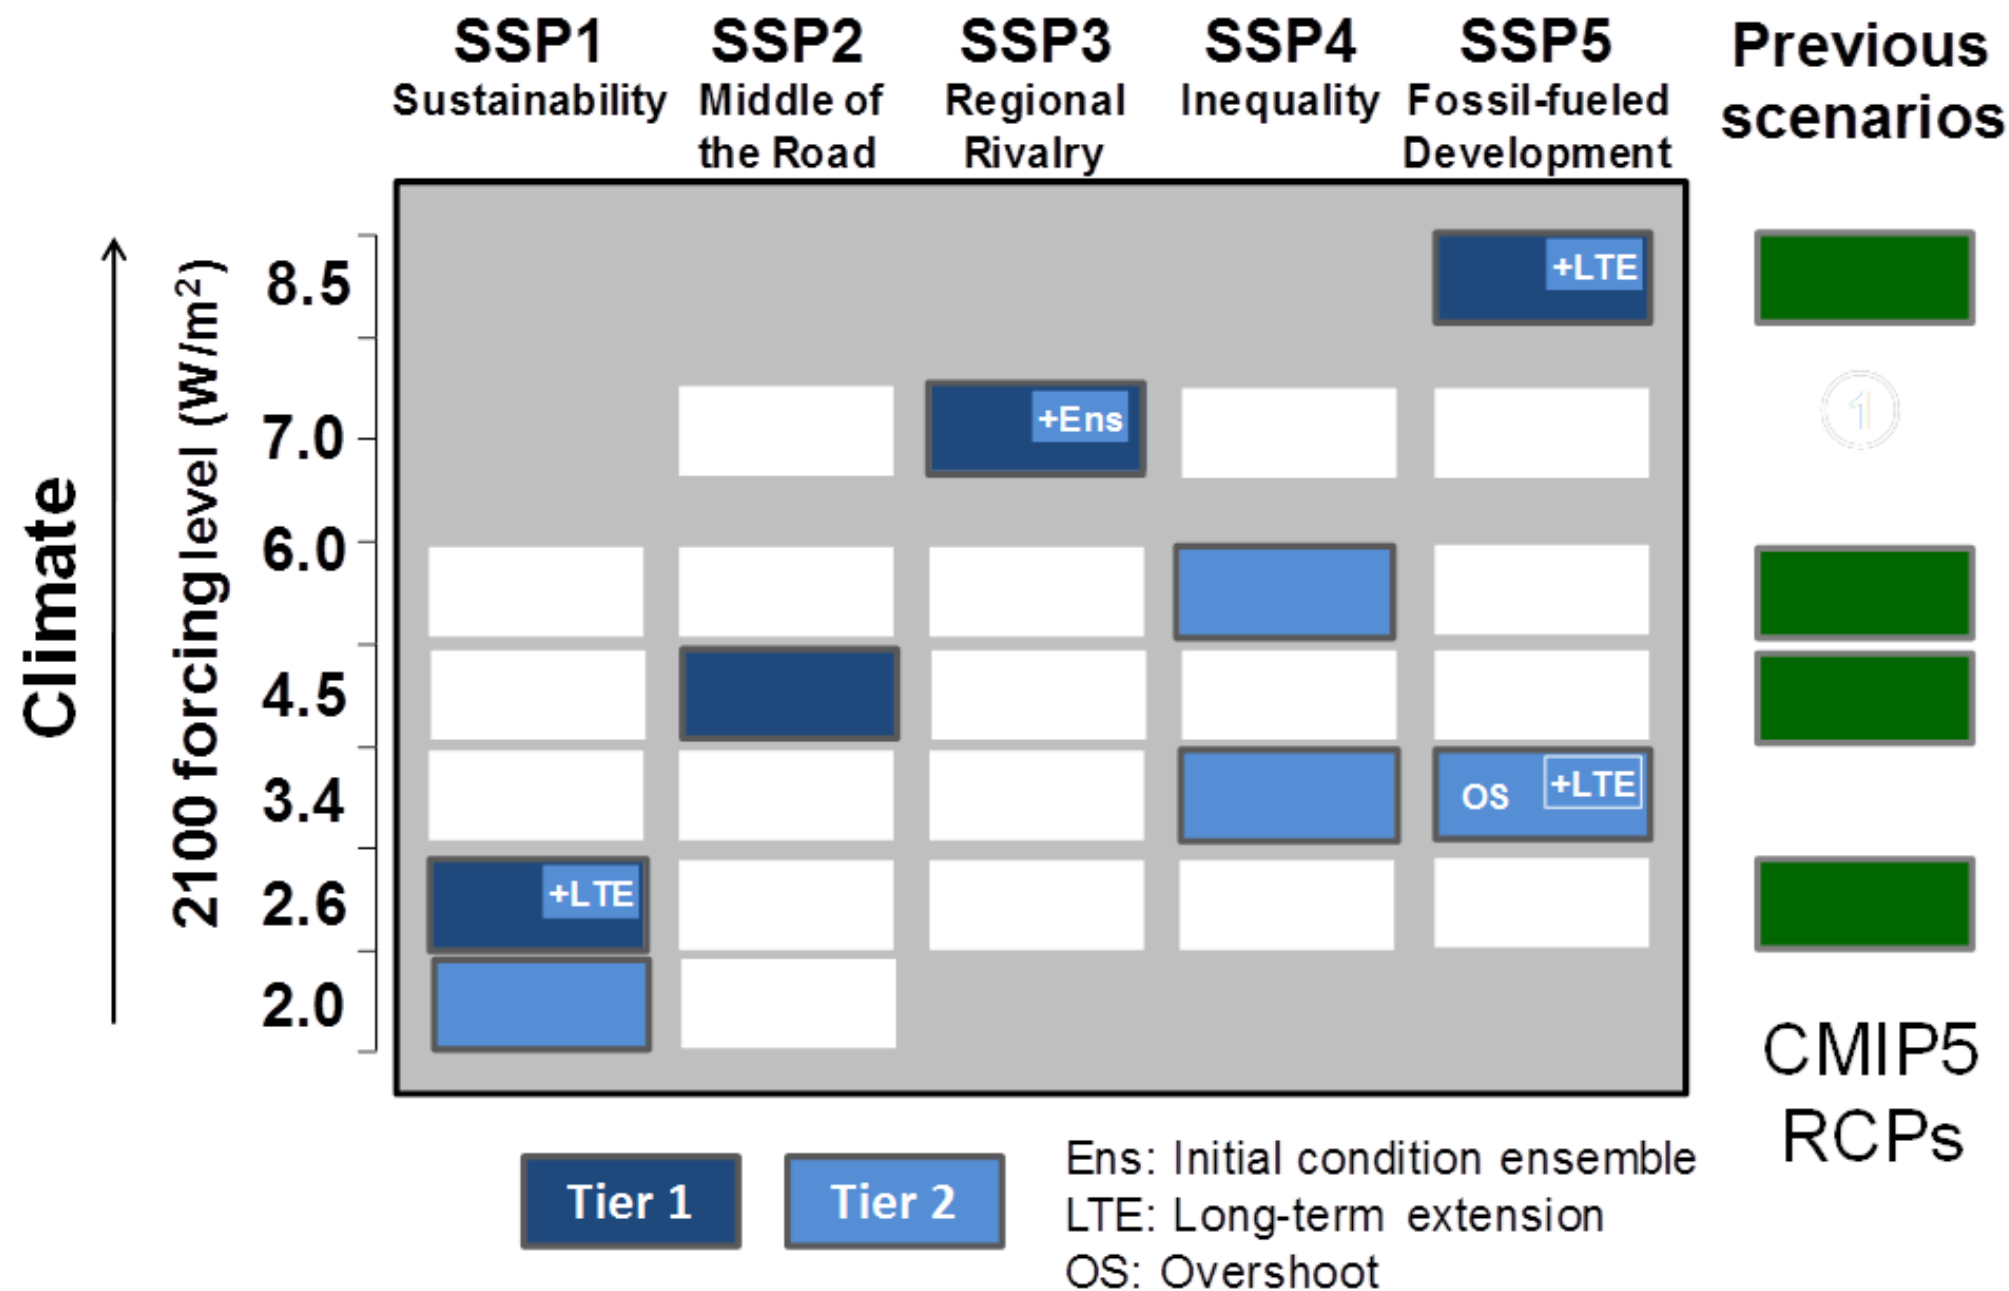 SSP1 SSP2 SSP3 SSP4 SSP5 Previous
Sustainability Middle of Regional Inequality Fossil-fueled scenarios
the Road Rivalry Development
Climate
2100 forcing level (W/m²)
8.5 +LTE
7.0 +Ens
1
6.0
4.5
3.4 OS +LTE
2.6 +LTE
2.0
CMIP5
RCPs
Tier 1 Tier 2
Ens: Initial condition ensemble
LTE: Long-term extension
OS: Overshoot